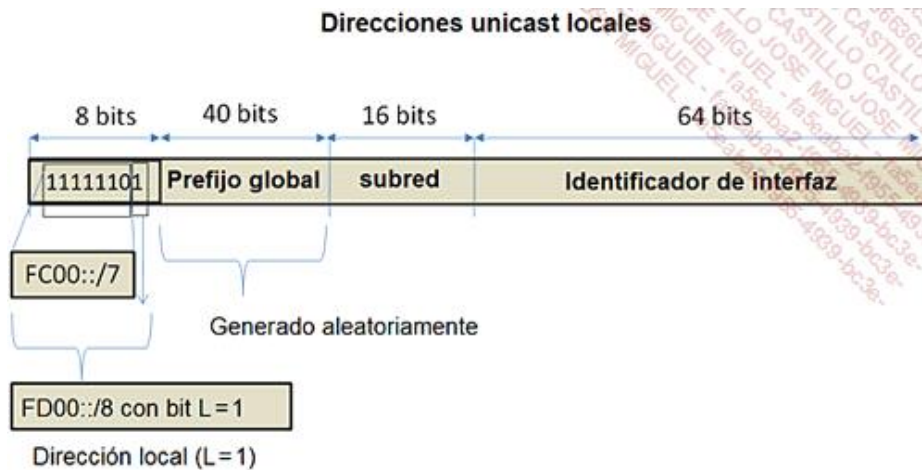 Direcciones unicast locales
8 bits 40 bits 16 bits 64 bits
11111101 Prefijo global subred Identificador de interfaz
FC00::/7
Generado aleatoriamente
FD00::/8 con bit L=1
Dirección local (L=1)